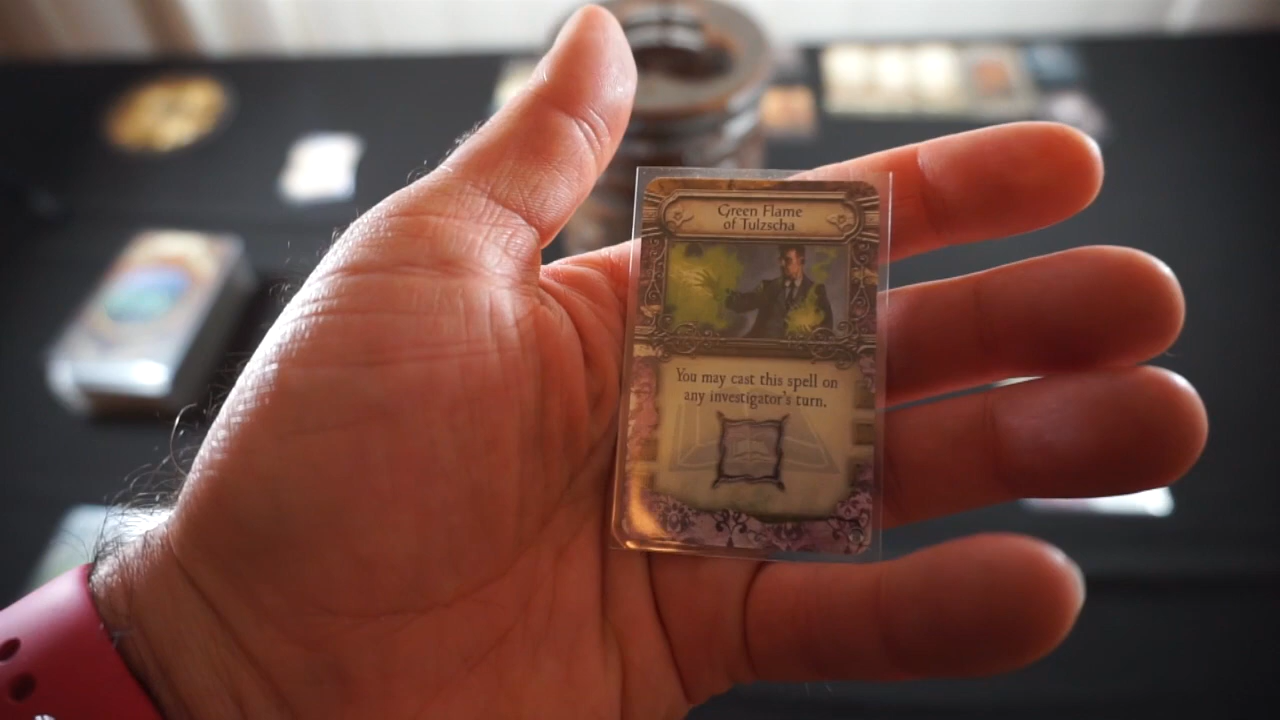 Green Flame
of Tulzscha
You may cast this spell on
any investigator's turn.